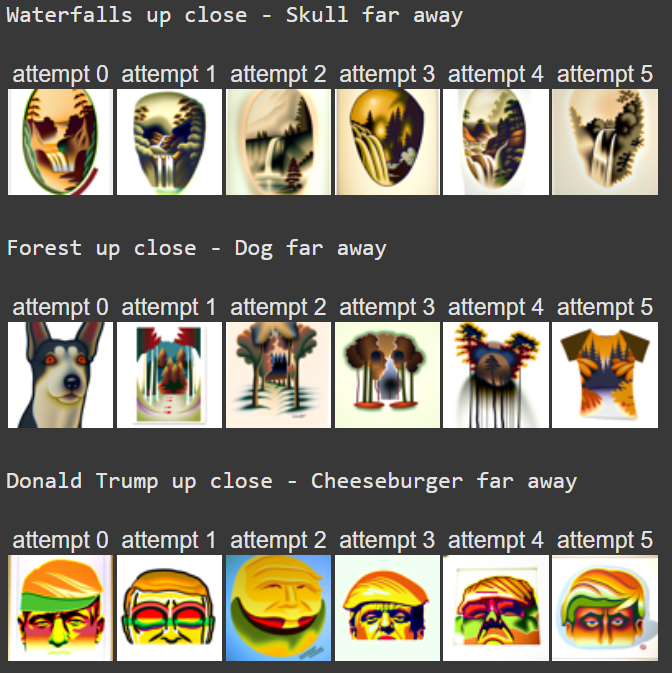 Waterfalls up close - Skull far away
attempt 0 attempt 1 attempt 2 attempt 3 attempt 4 attempt 5
Forest up close - Dog far away
attempt 0 attempt 1 attempt 2 attempt 3 attempt 4 attempt 5
Donald Trump up close - Cheeseburger far away
attempt 0 attempt 1 attempt 2 attempt 3 attempt 4 attempt 5